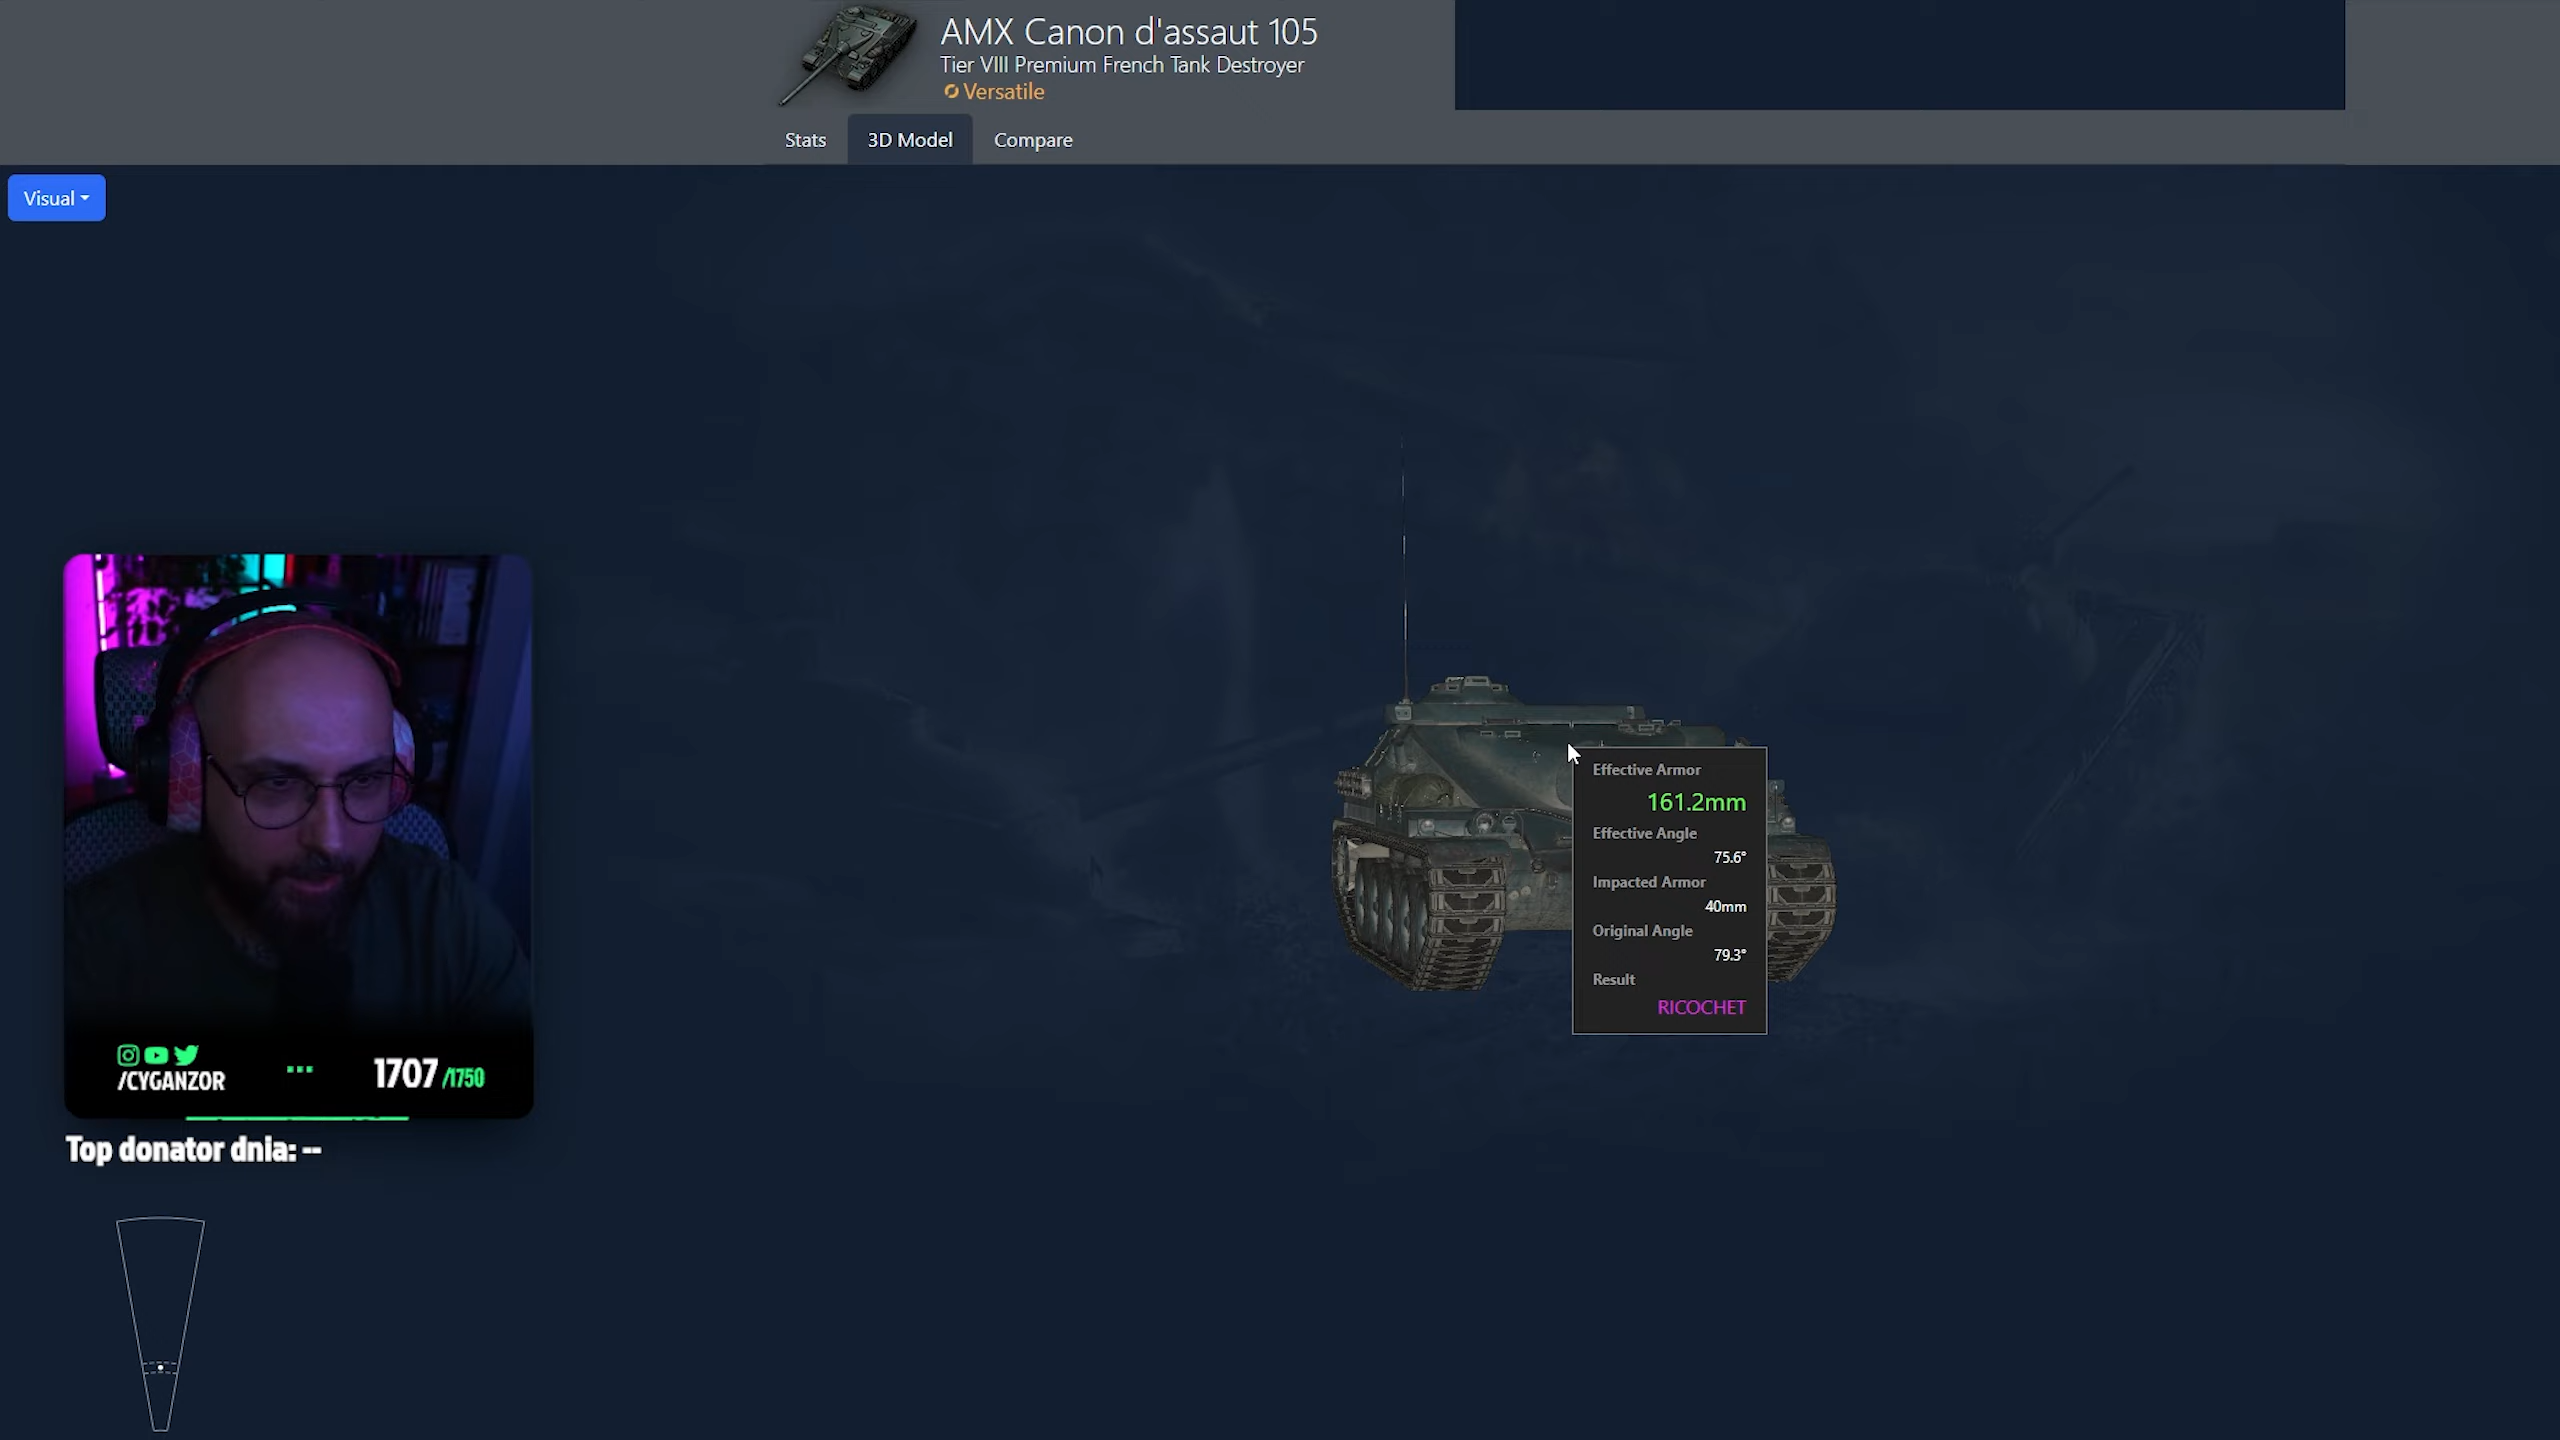 AMX Canon d'assaut 105
Tier VIII Premium French Tank Destroyer
Versatile
Stats
3D Model
Compare
Visual
Effective Armor
161.2mm
Effective Angle
75.6°
Impacted Armor
40mm
Original Angle
79.3°
Result
RICOCHET
/CYGANZOR
...
1707 /1750
Top donator dnia: --